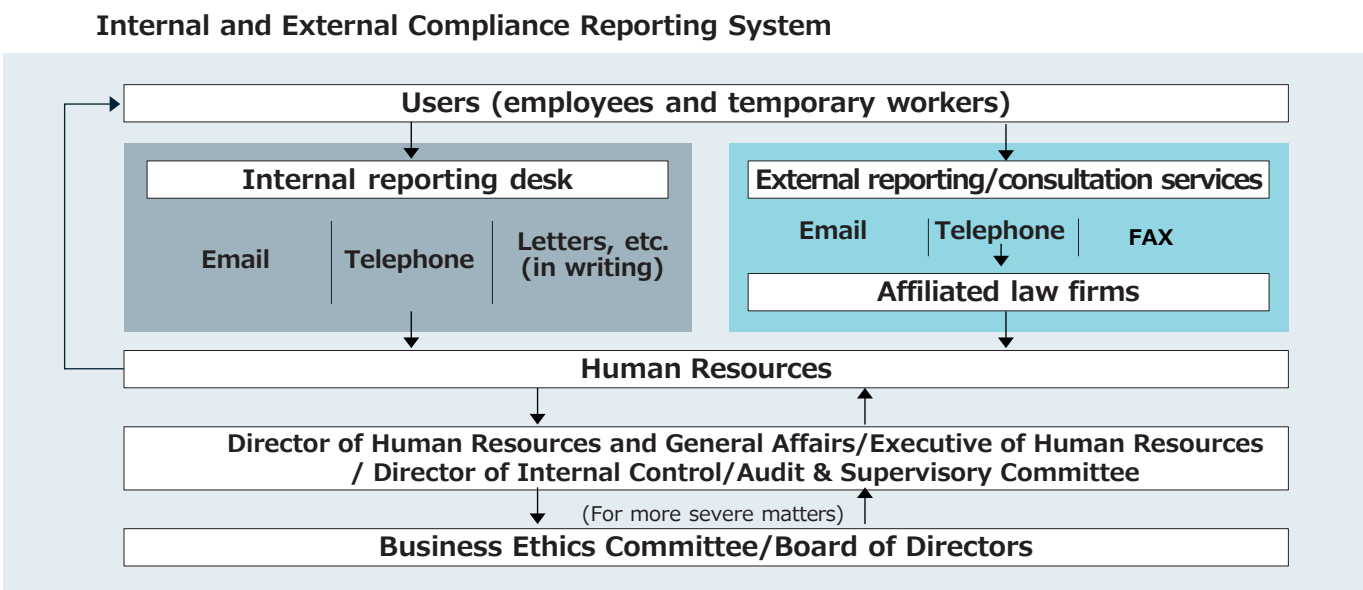 Internal and External Compliance Reporting System
Users (employees and temporary workers)
Internal reporting desk
Email
Telephone
Letters, etc.
(in writing)
External reporting/consultation services
Email
Telephone
FAX
Affiliated law firms
Human Resources
Director of Human Resources and General Affairs/Executive of Human Resources
/ Director of Internal Control/Audit & Supervisory Committee
(For more severe matters)
Business Ethics Committee/Board of Directors